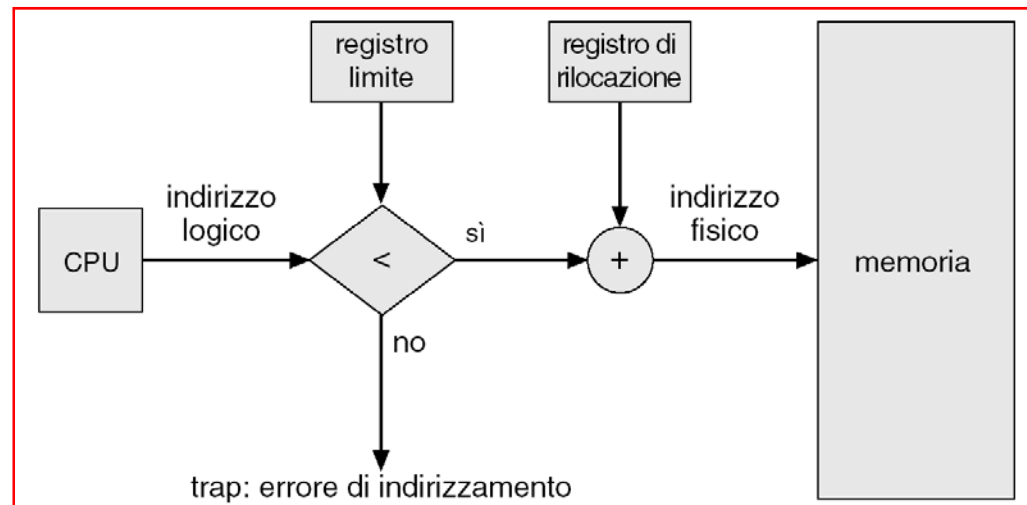 registro
limite
registro di
rilocazione
indirizzo
logico
indirizzo
fisico
CPU
<
sì
+
memoria
no
trap: errore di indirizzamento